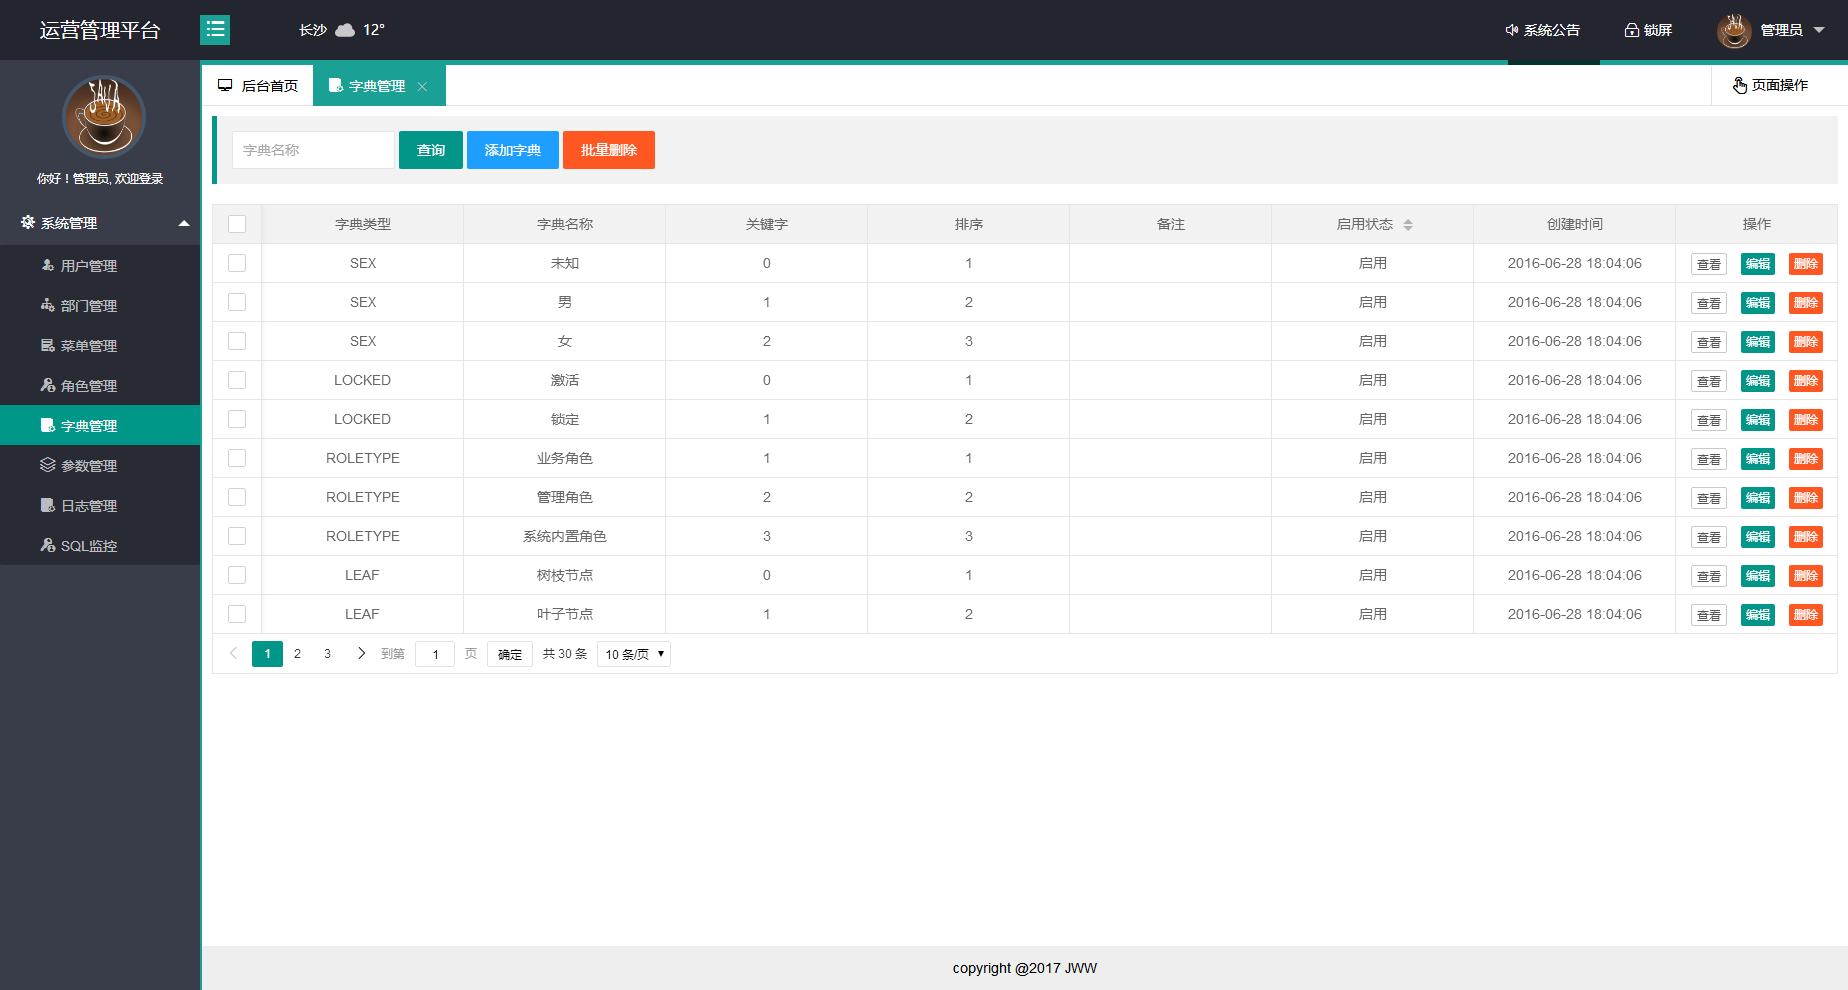 运营管理平台
长沙 12°
系统公告
锁屏
管理员
JAVA
你好！管理员, 欢迎登录
系统管理
用户管理
部门管理
菜单管理
角色管理
字典管理
参数管理
日志管理
SQL监控
后台首页
字典管理
页面操作
字典名称 查询 添加字典 批量删除
字典类型 字典名称 关键字 排序 备注 启用状态 创建时间 操作
SEX 未知 0 1 启用 2016-06-28 18:04:06 查看 编辑 删除
SEX 男 1 2 启用 2016-06-28 18:04:06 查看 编辑 删除
SEX 女 2 3 启用 2016-06-28 18:04:06 查看 编辑 删除
LOCKED 激活 0 1 启用 2016-06-28 18:04:06 查看 编辑 删除
LOCKED 锁定 1 2 启用 2016-06-28 18:04:06 查看 编辑 删除
ROLETYPE 业务角色 1 1 启用 2016-06-28 18:04:06 查看 编辑 删除
ROLETYPE 管理角色 2 2 启用 2016-06-28 18:04:06 查看 编辑 删除
ROLETYPE 系统内置角色 3 3 启用 2016-06-28 18:04:06 查看 编辑 删除
LEAF 树枝节点 0 1 启用 2016-06-28 18:04:06 查看 编辑 删除
LEAF 叶子节点 1 2 启用 2016-06-28 18:04:06 查看 编辑 删除
1 2 3 到第 1 页 确定 共 30 条 10 条/页
copyright @2017 JWW